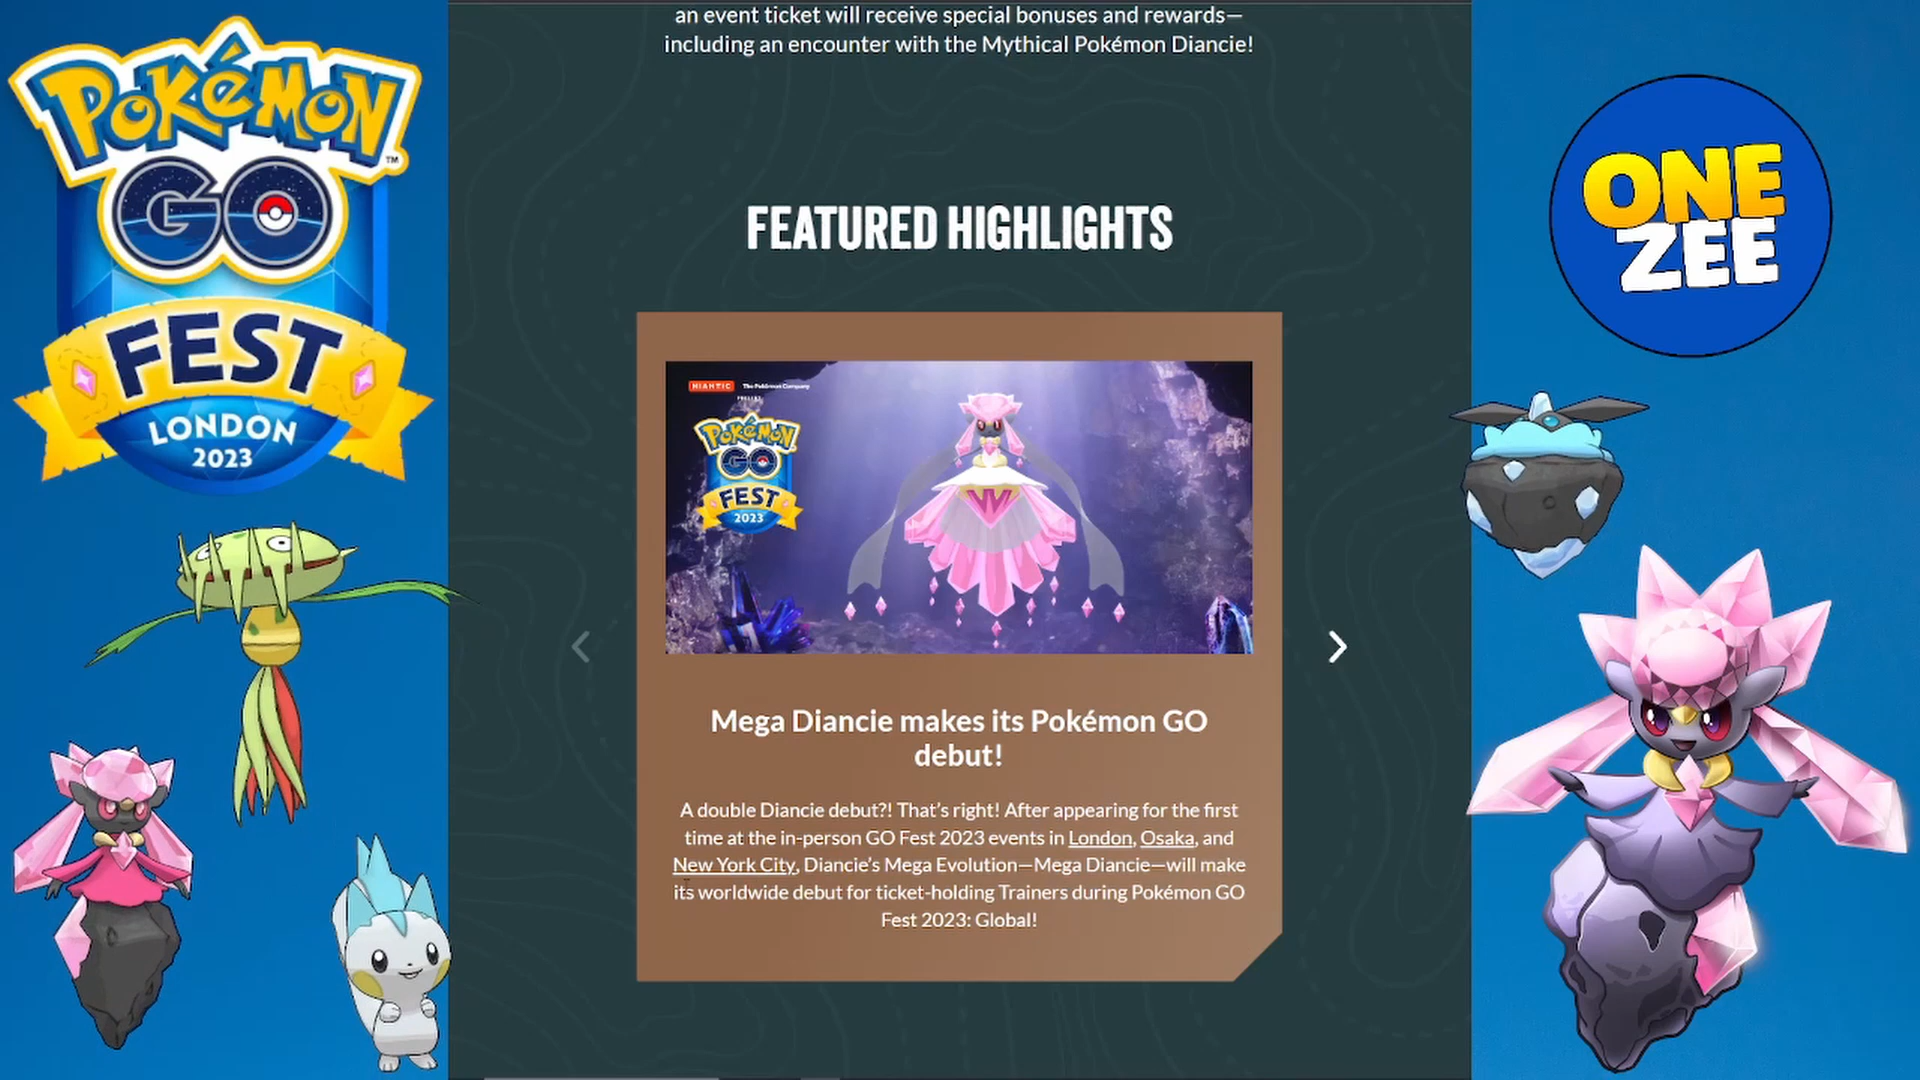 POKÉMON
GO
FEST
LONDON
2023
an event ticket will receive special bonuses and rewards—
including an encounter with the Mythical Pokémon Diancie!
FEATURED HIGHLIGHTS
NIANTIC The Pokémon Company
POKÉMON
GO
FEST
2023
Mega Diancie makes its Pokémon GO
debut!
A double Diancie debut?! That's right! After appearing for the first
time at the in-person GO Fest 2023 events in London, Osaka, and
New York City, Diancie's Mega Evolution—Mega Diancie—will make
its worldwide debut for ticket-holding Trainers during Pokémon GO
Fest 2023: Global!
ONE
ZEE